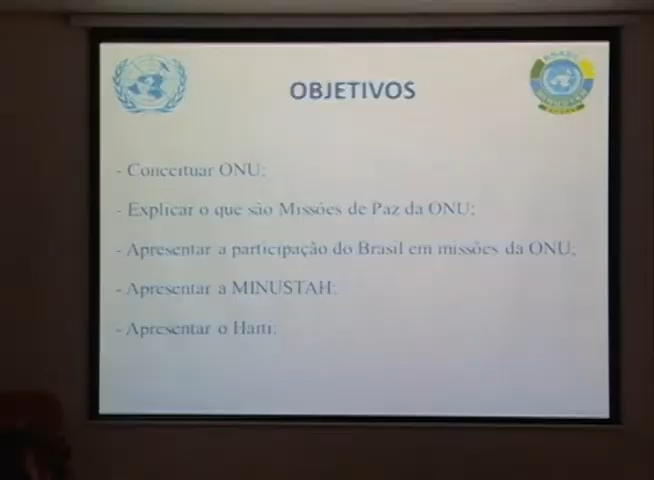 OBJETIVOS
- Conceituar ONU;
- Explicar o que são Missões de Paz da ONU;
- Apresentar a participação do Brasil em missões da ONU;
- Apresentar a MINUSTAH;
- Apresentar o Haiti;